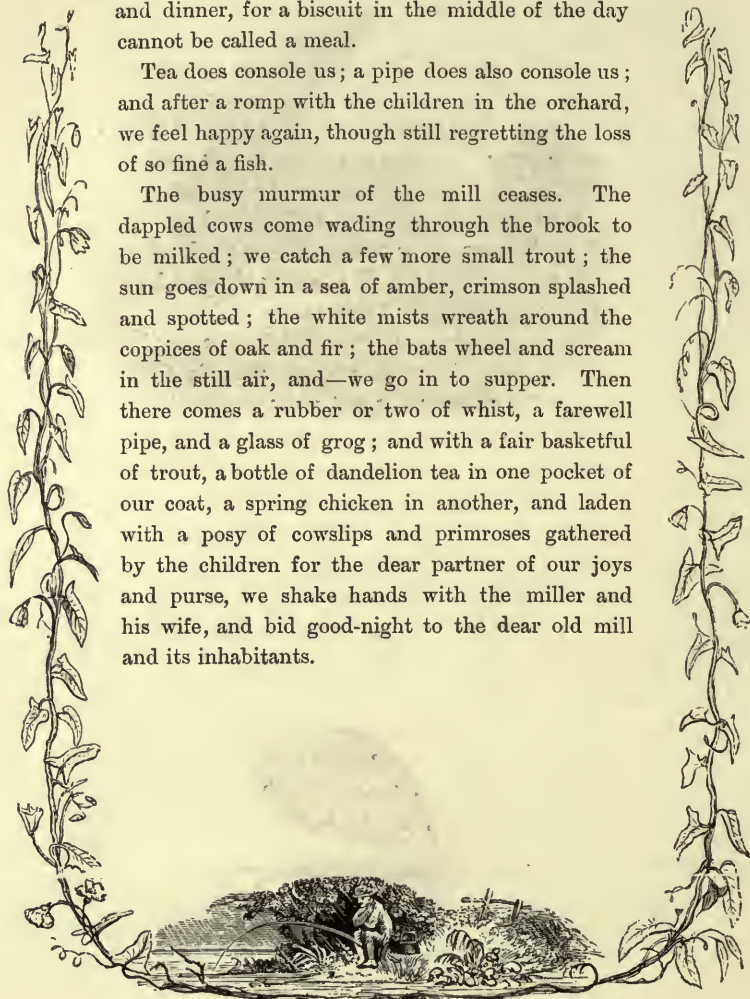 and dinner, for a biscuit in the middle of the day
cannot be called a meal.
Tea does console us; a pipe does also console us;
and after a romp with the children in the orchard,
we feel happy again, though still regretting the loss
of so fine a fish.
The busy murmur of the mill ceases. The
dappled cows come wading through the brook to
be milked; we catch a few more small trout; the
sun goes down in a sea of amber, crimson splashed
and spotted; the white mists wreath around the
coppices of oak and fir; the bats wheel and scream
in the still air, and—we go in to supper. Then
there comes a rubber or two of whist, a farewell
pipe, and a glass of grog; and with a fair basketful
of trout, a bottle of dandelion tea in one pocket of
our coat, a spring chicken in another, and laden
with a posy of cowslips and primroses gathered
by the children for the dear partner of our joys
and purse, we shake hands with the miller and
his wife, and bid good-night to the dear old mill
and its inhabitants.